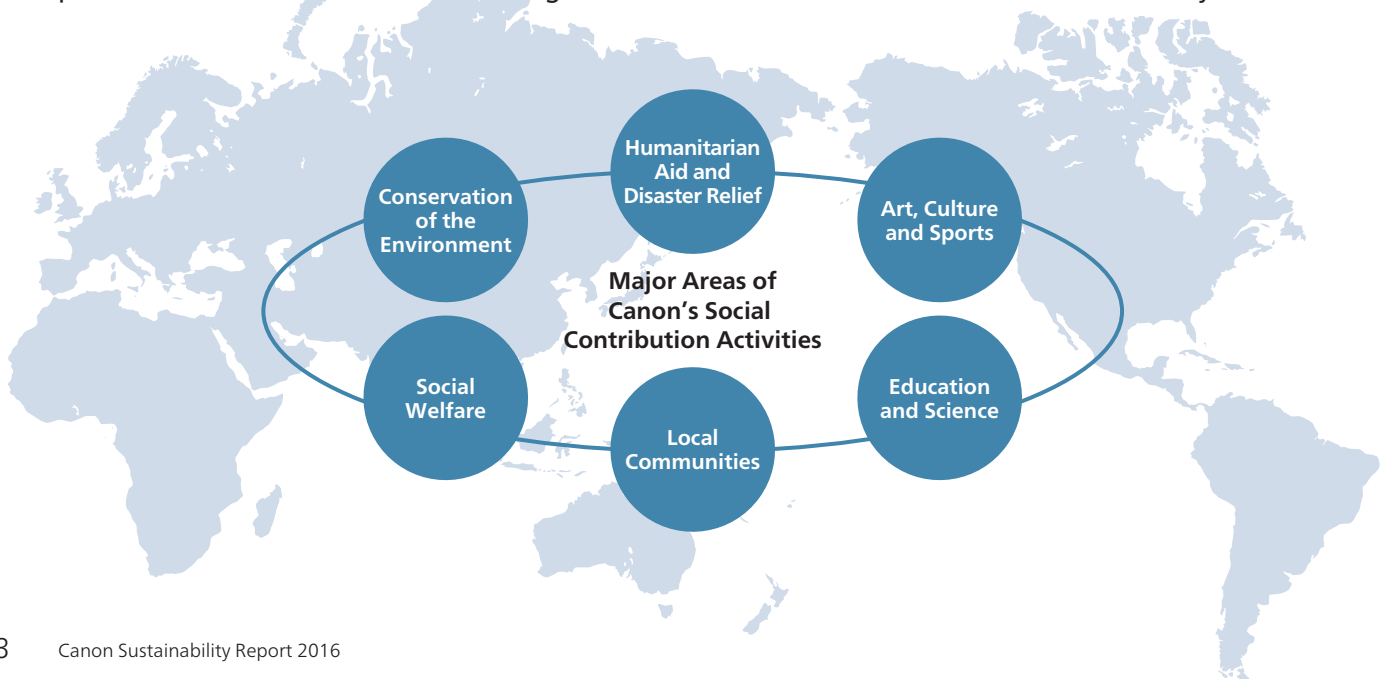 Humanitarian
Aid and
Disaster Relief
Conservation
of the
Environment
Art, Culture
and Sports
Major Areas of
Canon's Social
Contribution Activities
Social
Welfare
Education
and Science
Local
Communities
3 Canon Sustainability Report 2016